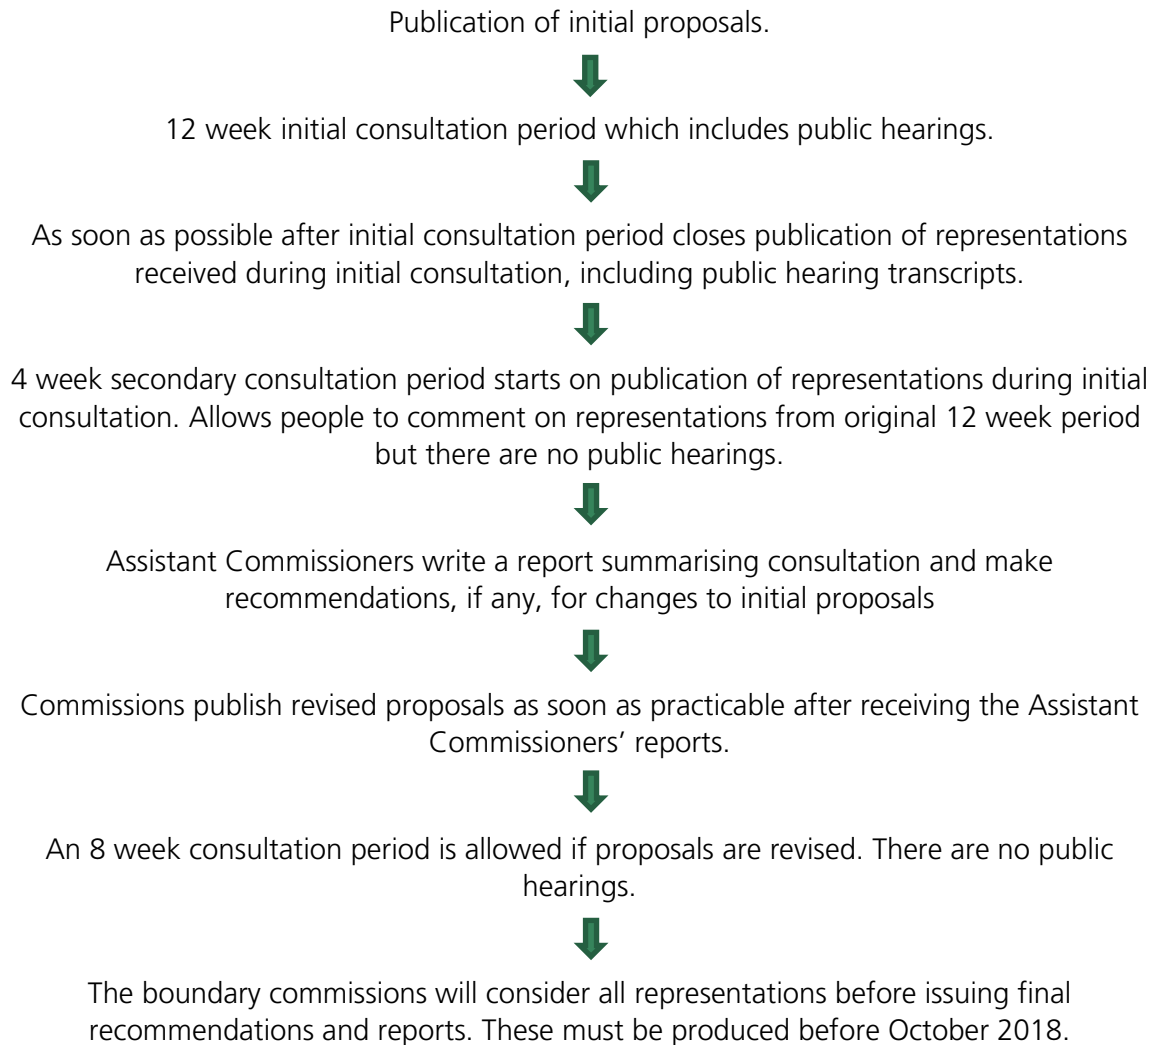 Publication of initial proposals.
12 week initial consultation period which includes public hearings.
As soon as possible after initial consultation period closes publication of representations
received during initial consultation, including public hearing transcripts.
4 week secondary consultation period starts on publication of representations during initial
consultation. Allows people to comment on representations from original 12 week period
but there are no public hearings.
Assistant Commissioners write a report summarising consultation and make
recommendations, if any, for changes to initial proposals
Commissions publish revised proposals as soon as practicable after receiving the Assistant
Commissioners’ reports.
An 8 week consultation period is allowed if proposals are revised. There are no public
hearings.
The boundary commissions will consider all representations before issuing final
recommendations and reports. These must be produced before October 2018.